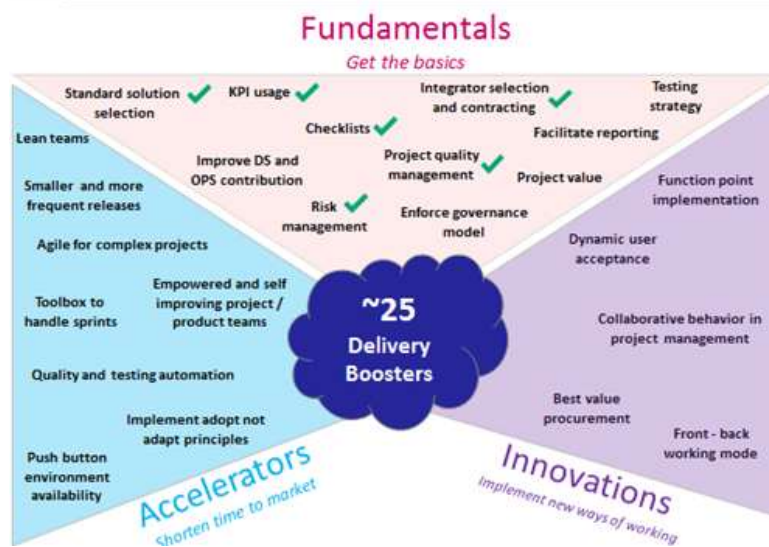 Fundamentals
Get the basics
Standard solution
selection
KPI usage
Integrator selection
and contracting
Testing
strategy
Checklists
Facilitate reporting
Improve DS and
OPS contribution
Project quality
management
Project value
Risk
management
Enforce governance
model
Lean teams
Smaller and more
frequent releases
Agile for complex projects
Toolbox to
handle sprints
Empowered and self
improving project /
product teams
Quality and testing automation
Implement adopt not
adapt principles
Push button
environment
availability
Accelerators
Shorten time to market
~25
Delivery
Boosters
Function point
implementation
Dynamic user
acceptance
Collaborative behavior in
project management
Best value
procurement
Front - back
working mode
Innovations
Implement new ways of working